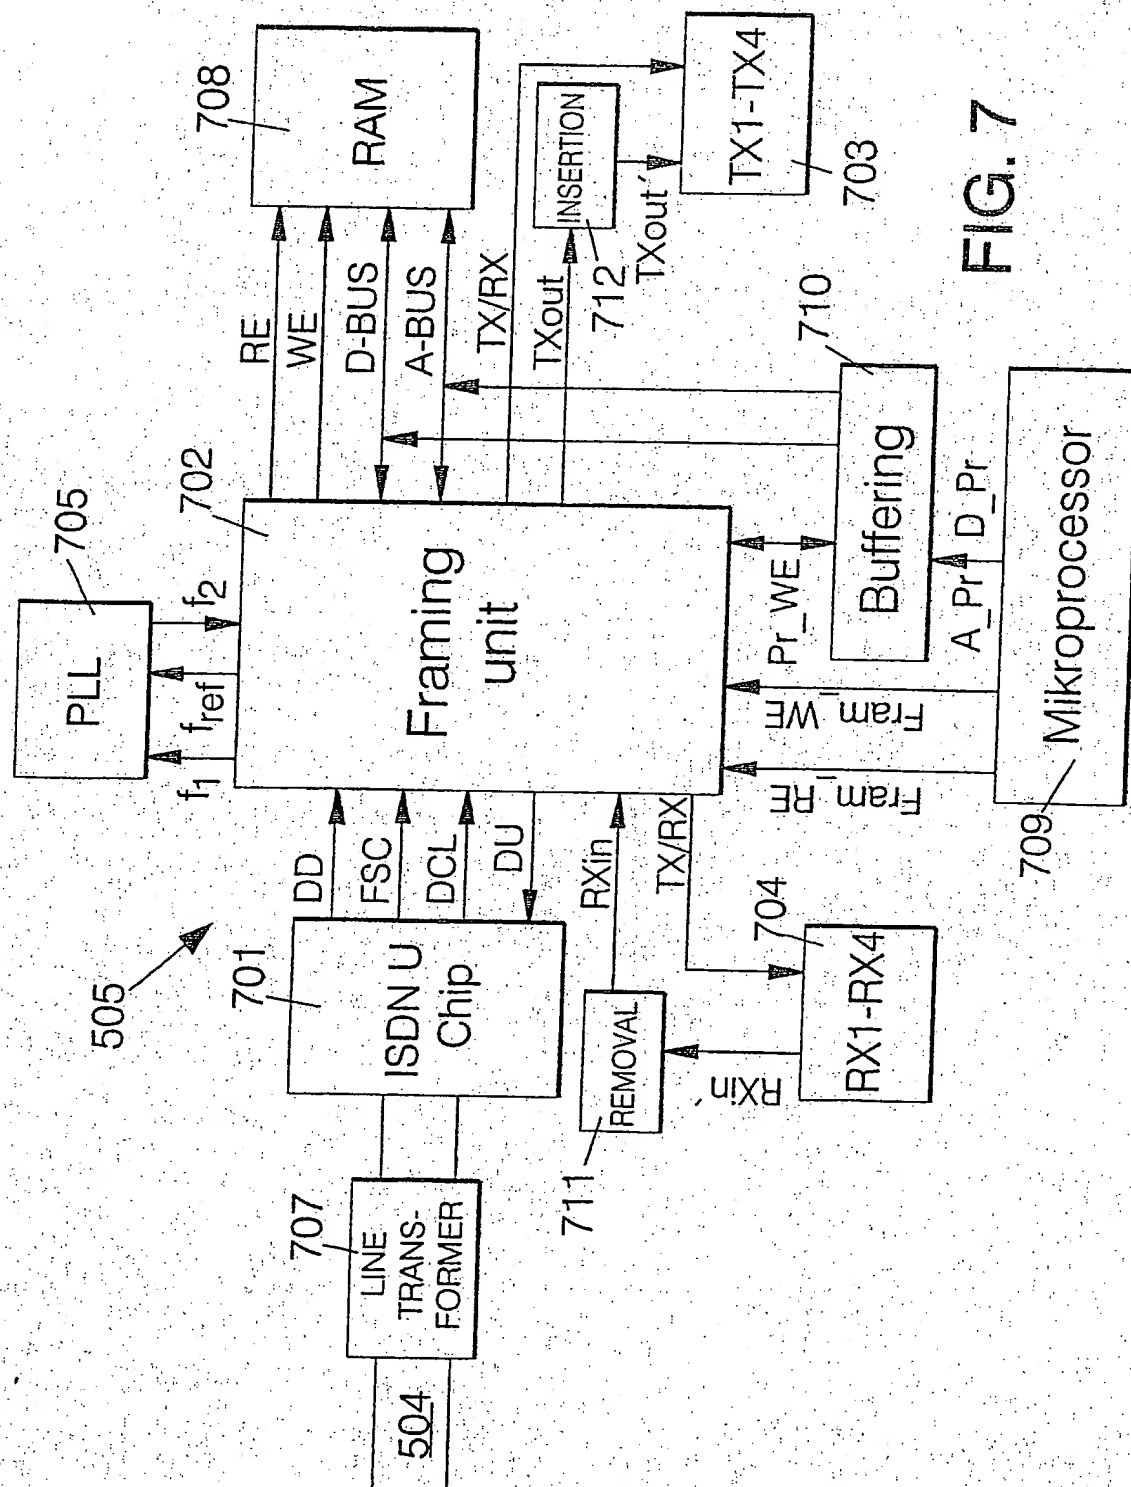 505
504
707
LINE
TRANS-
FORMER
701
ISDN U
Chip
DD
FSC
DCL
DU
705
PLL
f1
fref
f2
702
Framing
unit
RE
WE
D-BUS
A-BUS
TX/RX
TXout
708
RAM
INSERTION
712
TXout´
TX1-TX4
703
711
REMOVAL
RXin
RXin´
TX/RX
704
RX1-RX4
Fram_RE
Fram_WE
Pr_WE
710
Buffering
A_Pr
D_Pr
709
Mikroprocessor
FIG. 7